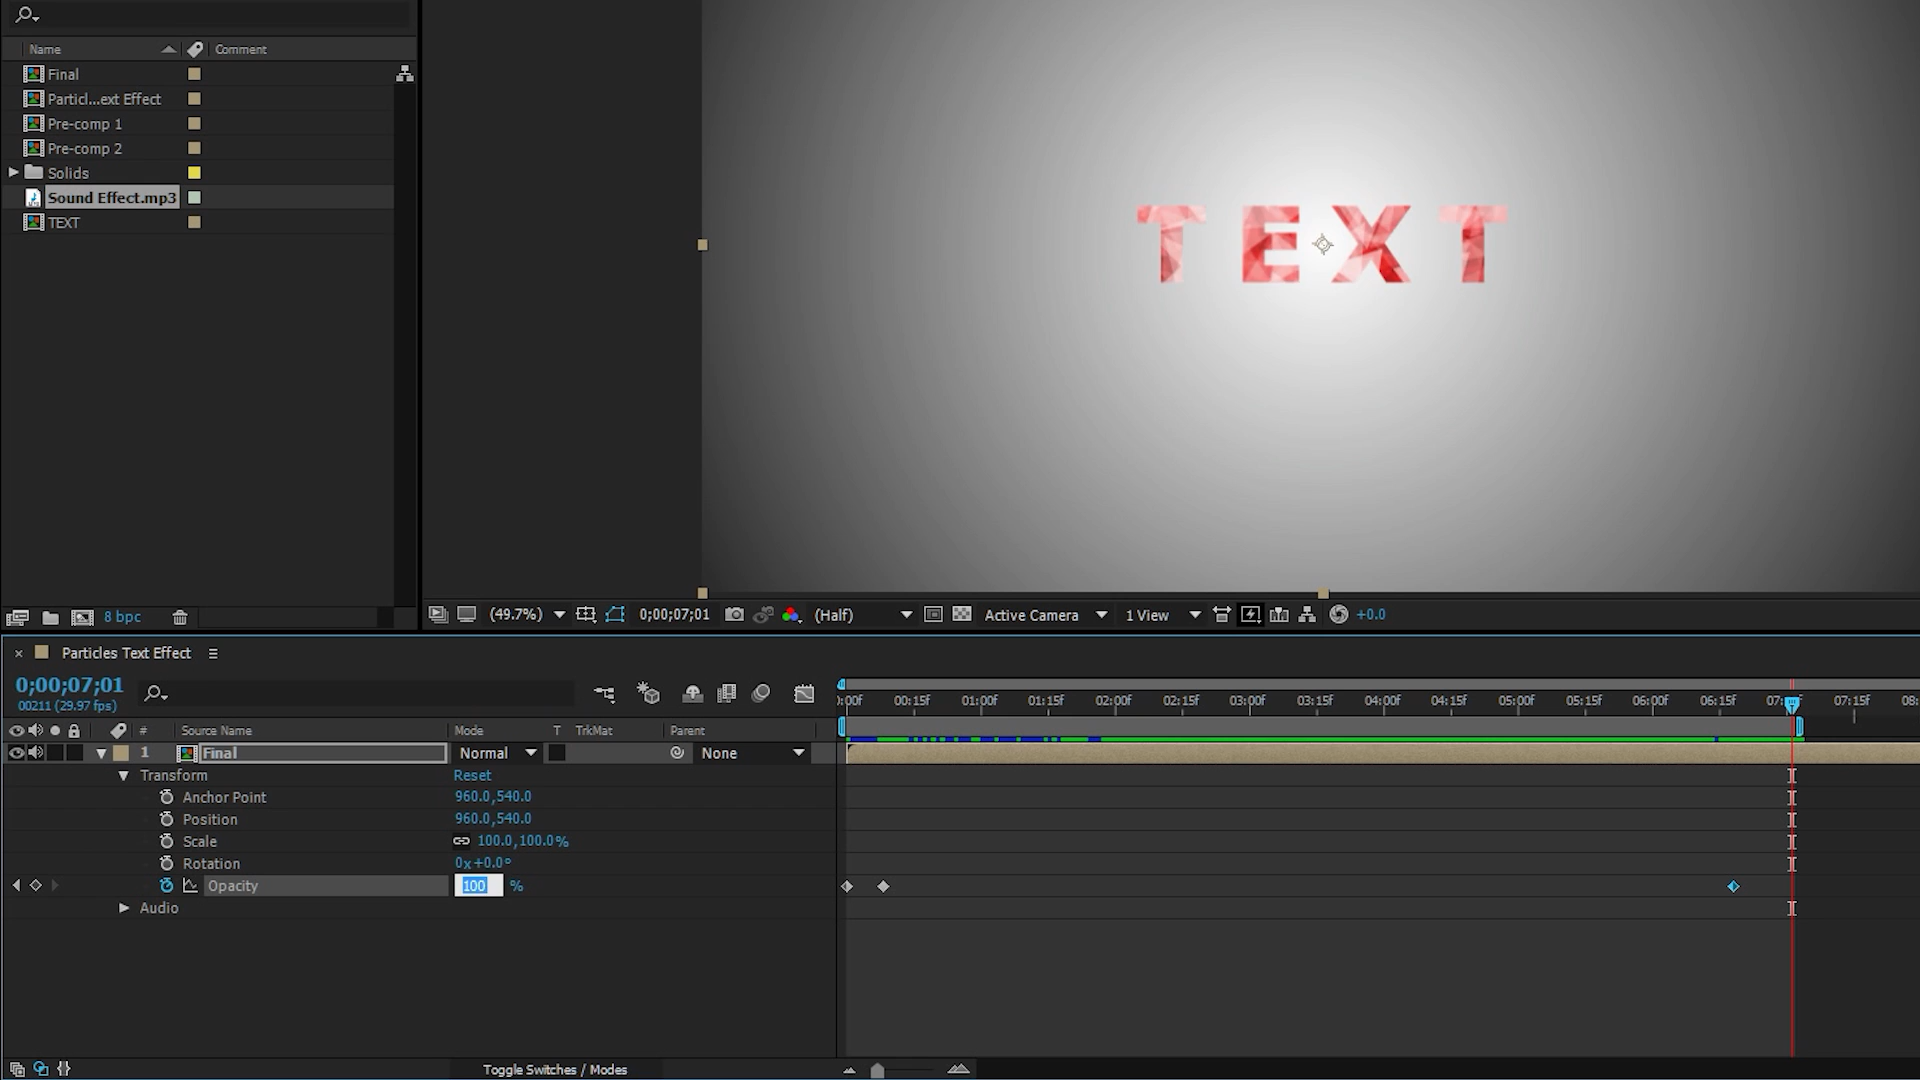 Name Comment
Final
Particl...ext Effect
Pre-comp 1
Pre-comp 2
Solids
Sound Effect.mp3
TEXT
TEXT
8 bpc
(49.7%) 0;00;07;01 (Half) Active Camera 1 View +0.0
Particles Text Effect
0;00;07;01
00211 (29.97 fps)
00:15f 01:00f 01:15f 02:00f 02:15f 03:00f 03:15f 04:00f 04:15f 05:00f 05:15f 06:00f 06:15f 07:15f
# Source Name Mode T TrkMat Parent
1 Final Normal None
Transform Reset
Anchor Point 960.0,540.0
Position 960.0,540.0
Scale 100.0,100.0%
Rotation 0x+0.0°
Opacity 100 %
Audio
Toggle Switches / Modes